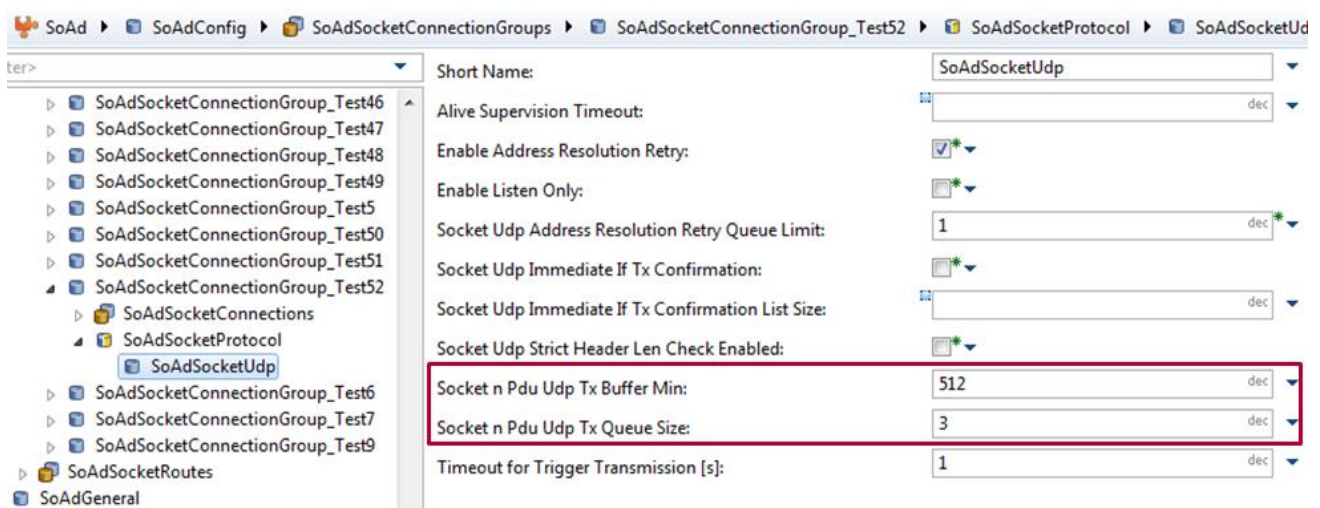 SoAd SoAdConfig SoAdSocketConnectionGroups SoAdSocketConnectionGroup_Test52 SoAdSocketProtocol SoAdSocketUd
ter>
SoAdSocketConnectionGroup_Test46
SoAdSocketConnectionGroup_Test47
SoAdSocketConnectionGroup_Test48
SoAdSocketConnectionGroup_Test49
SoAdSocketConnectionGroup_Test5
SoAdSocketConnectionGroup_Test50
SoAdSocketConnectionGroup_Test51
SoAdSocketConnectionGroup_Test52
SoAdSocketConnections
SoAdSocketProtocol
SoAdSocketUdp
SoAdSocketConnectionGroup_Test6
SoAdSocketConnectionGroup_Test7
SoAdSocketConnectionGroup_Test9
SoAdSocketRoutes
SoAdGeneral
Short Name: SoAdSocketUdp
Alive Supervision Timeout: dec
Enable Address Resolution Retry:
Enable Listen Only:
Socket Udp Address Resolution Retry Queue Limit: 1 dec
Socket Udp Immediate If Tx Confirmation:
Socket Udp Immediate If Tx Confirmation List Size: dec
Socket Udp Strict Header Len Check Enabled:
Socket n Pdu Udp Tx Buffer Min: 512 dec
Socket n Pdu Udp Tx Queue Size: 3 dec
Timeout for Trigger Transmission [s]: 1 dec